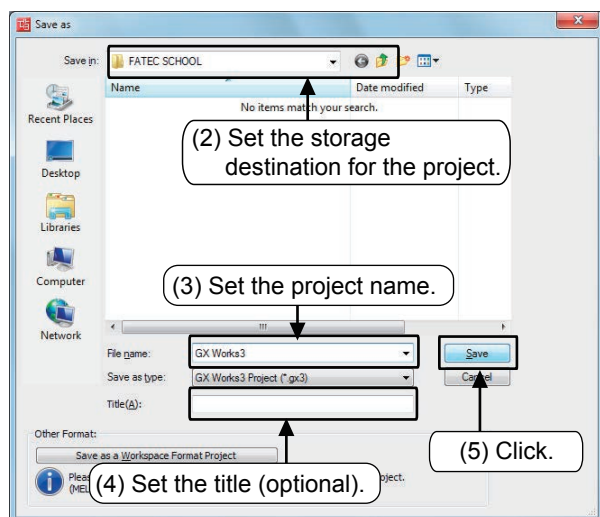 Save as
Save in: FATEC SCHOOL
Name Date modified Type
No items match your search.
Recent Places
(2) Set the storage
destination for the project.
Desktop
Libraries
Computer
(3) Set the project name.
Network
File name: GX Works3 Save
Save as type: GX Works3 Project (*.gx3) Cancel
Title(A):
Other Format:
Save as a Workspace Format Project
(5) Click.
(4) Set the title (optional).